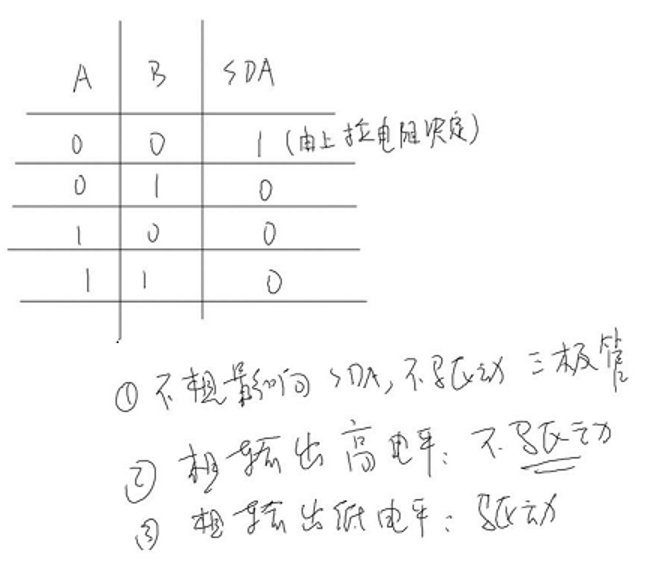 A B SDA
0 0 1 (由上拉电阻决定)
0 1 0
1 0 0
1 1 0
① 不想影响 SDA, 不驱动 三极管
② 想输出高电平: 不驱动
③ 想输出低电平: 驱动